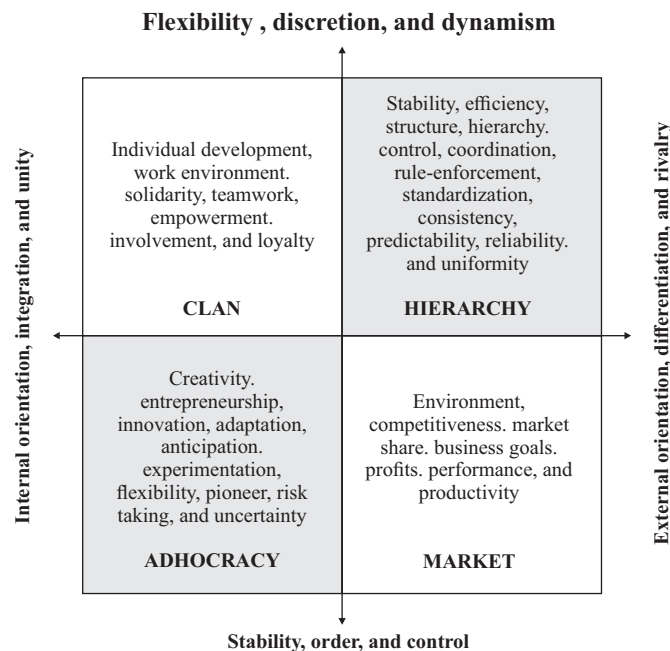 Flexibility , discretion, and dynamism
Internal orientation, integration, and unity
Individual development,
work environment.
solidarity, teamwork,
empowerment.
involvement, and loyalty
CLAN
Stability, efficiency,
structure, hierarchy.
control, coordination,
rule-enforcement,
standardization,
consistency,
predictability, reliability.
and uniformity
HIERARCHY
Creativity.
entrepreneurship,
innovation, adaptation,
anticipation.
experimentation,
flexibility, pioneer, risk
taking, and uncertainty
ADHOCRACY
Environment,
competitiveness. market
share. business goals.
profits. performance, and
productivity
MARKET
External orientation, differentiation, and rivalry
Stability, order, and control